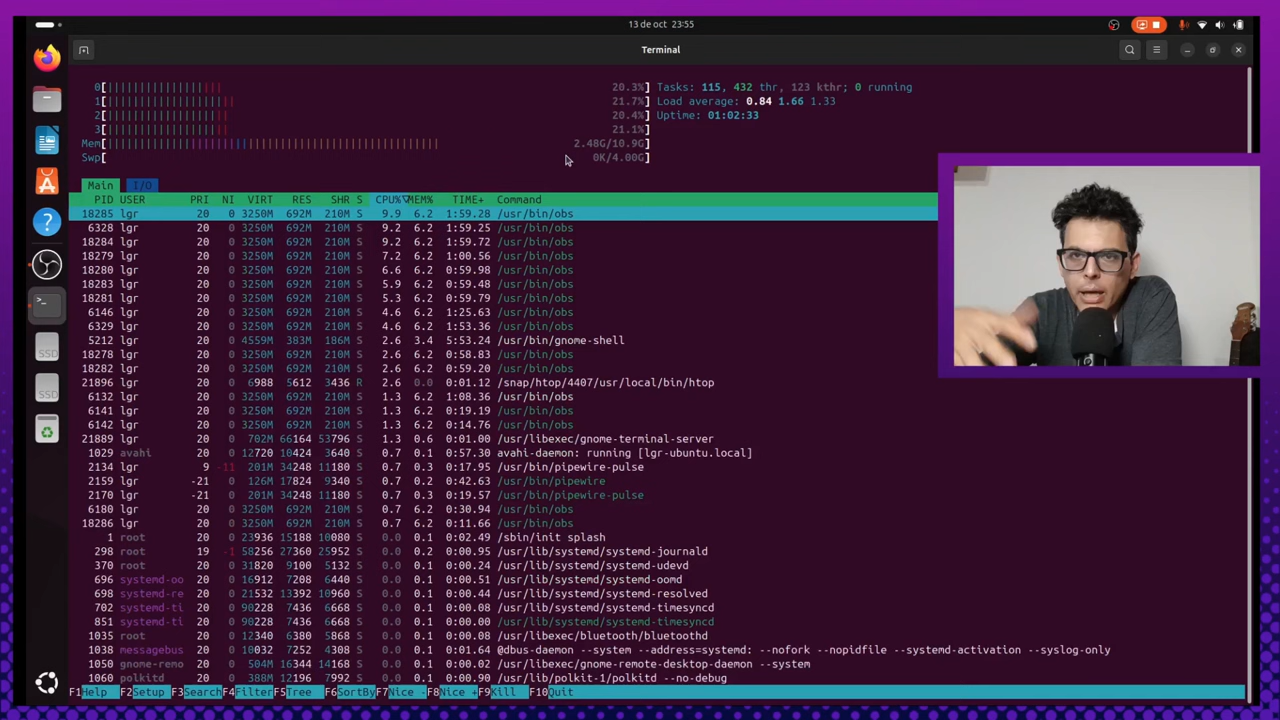 13 de oct 23:55
Terminal
0[ 20.3%] Tasks: 115, 432 thr, 123 kthr; 0 running
1[ 21.7%] Load average: 0.84 1.66 1.33
2[ 20.4%] Uptime: 01:02:33
3[ 21.1%]
Mem[ 2.48G/10.9G]
Swp[ 0K/4.00G]
Main I/O
PID USER PRI NI VIRT RES SHR S CPU%▽MEM% TIME+ Command
18285 lgr 20 0 3250M 692M 210M S 9.9 6.2 1:59.28 /usr/bin/obs
6328 lgr 20 0 3250M 692M 210M S 9.2 6.2 1:59.25 /usr/bin/obs
18284 lgr 20 0 3250M 692M 210M S 9.2 6.2 1:59.72 /usr/bin/obs
18279 lgr 20 0 3250M 692M 210M S 7.2 6.2 1:00.56 /usr/bin/obs
18280 lgr 20 0 3250M 692M 210M S 6.6 6.2 0:59.98 /usr/bin/obs
18283 lgr 20 0 3250M 692M 210M S 5.9 6.2 0:59.48 /usr/bin/obs
18281 lgr 20 0 3250M 692M 210M S 5.3 6.2 0:59.79 /usr/bin/obs
6146 lgr 20 0 3250M 692M 210M S 4.6 6.2 1:25.63 /usr/bin/obs
6329 lgr 20 0 3250M 692M 210M S 4.6 6.2 1:53.36 /usr/bin/obs
5212 lgr 20 0 4559M 383M 186M S 2.6 3.4 5:53.24 /usr/bin/gnome-shell
18278 lgr 20 0 3250M 692M 210M S 2.6 6.2 0:58.83 /usr/bin/obs
18282 lgr 20 0 3250M 692M 210M S 2.6 6.2 0:59.20 /usr/bin/obs
21896 lgr 20 0 6988 5612 3436 R 2.6 0.0 0:01.12 /snap/htop/4407/usr/local/bin/htop
6132 lgr 20 0 3250M 692M 210M S 1.3 6.2 1:08.36 /usr/bin/obs
6141 lgr 20 0 3250M 692M 210M S 1.3 6.2 0:19.19 /usr/bin/obs
6142 lgr 20 0 3250M 692M 210M S 1.3 6.2 0:14.76 /usr/bin/obs
21889 lgr 20 0 702M 66164 53796 S 1.3 0.6 0:01.00 /usr/libexec/gnome-terminal-server
1029 avahi 20 0 12720 10404 3640 S 0.7 0.1 0:57.30 avahi-daemon: running [lgr-ubuntu.local]
2134 lgr 9 -11 201M 34248 11180 S 0.7 0.3 0:17.95 /usr/bin/pipewire-pulse
2159 lgr -21 0 126M 17824 9340 S 0.7 0.2 0:42.63 /usr/bin/pipewire
2170 lgr -21 0 201M 34248 11180 S 0.7 0.3 0:19.57 /usr/bin/pipewire-pulse
6180 lgr 20 0 3250M 692M 210M S 0.7 6.2 0:30.94 /usr/bin/obs
18286 lgr 20 0 3250M 692M 210M S 0.7 6.2 0:11.66 /usr/bin/obs
1 root 20 0 23936 15188 10080 S 0.0 0.1 0:02.49 /sbin/init splash
298 root 19 -1 58256 27360 25952 S 0.0 0.2 0:00.95 /usr/lib/systemd/systemd-journald
370 root 20 0 31820 9100 5132 S 0.0 0.1 0:00.24 /usr/lib/systemd/systemd-udevd
696 systemd-oo 20 0 16912 7208 6440 S 0.0 0.1 0:00.51 /usr/lib/systemd/systemd-oomd
698 systemd-re 20 0 21532 13392 10960 S 0.0 0.1 0:00.44 /usr/lib/systemd/systemd-resolved
702 systemd-ti 20 0 90228 7436 6668 S 0.0 0.1 0:00.08 /usr/lib/systemd/systemd-timesyncd
851 systemd-ti 20 0 90228 7436 6668 S 0.0 0.1 0:00.00 /usr/lib/systemd/systemd-timesyncd
1035 root 20 0 12340 6380 5868 S 0.0 0.1 0:00.08 /usr/libexec/bluetooth/bluetoothd
1038 messagebus 20 0 10032 7252 4308 S 0.0 0.1 0:01.64 @dbus-daemon --system --address=systemd: --nofork --nopidfile --systemd-activation --syslog-only
1050 gnome-remo 20 0 504M 16344 14168 S 0.0 0.1 0:00.02 /usr/libexec/gnome-remote-desktop-daemon --system
1060 polkitd 20 0 388M 12176 7992 S 0.0 0.1 0:00.90 /usr/lib/polkit-1/polkitd --no-debug
F1Help F2Setup F3SearchF4FilterF5Tree F6SortByF7Nice -F8Nice +F9Kill F10Quit
SSD
SSD